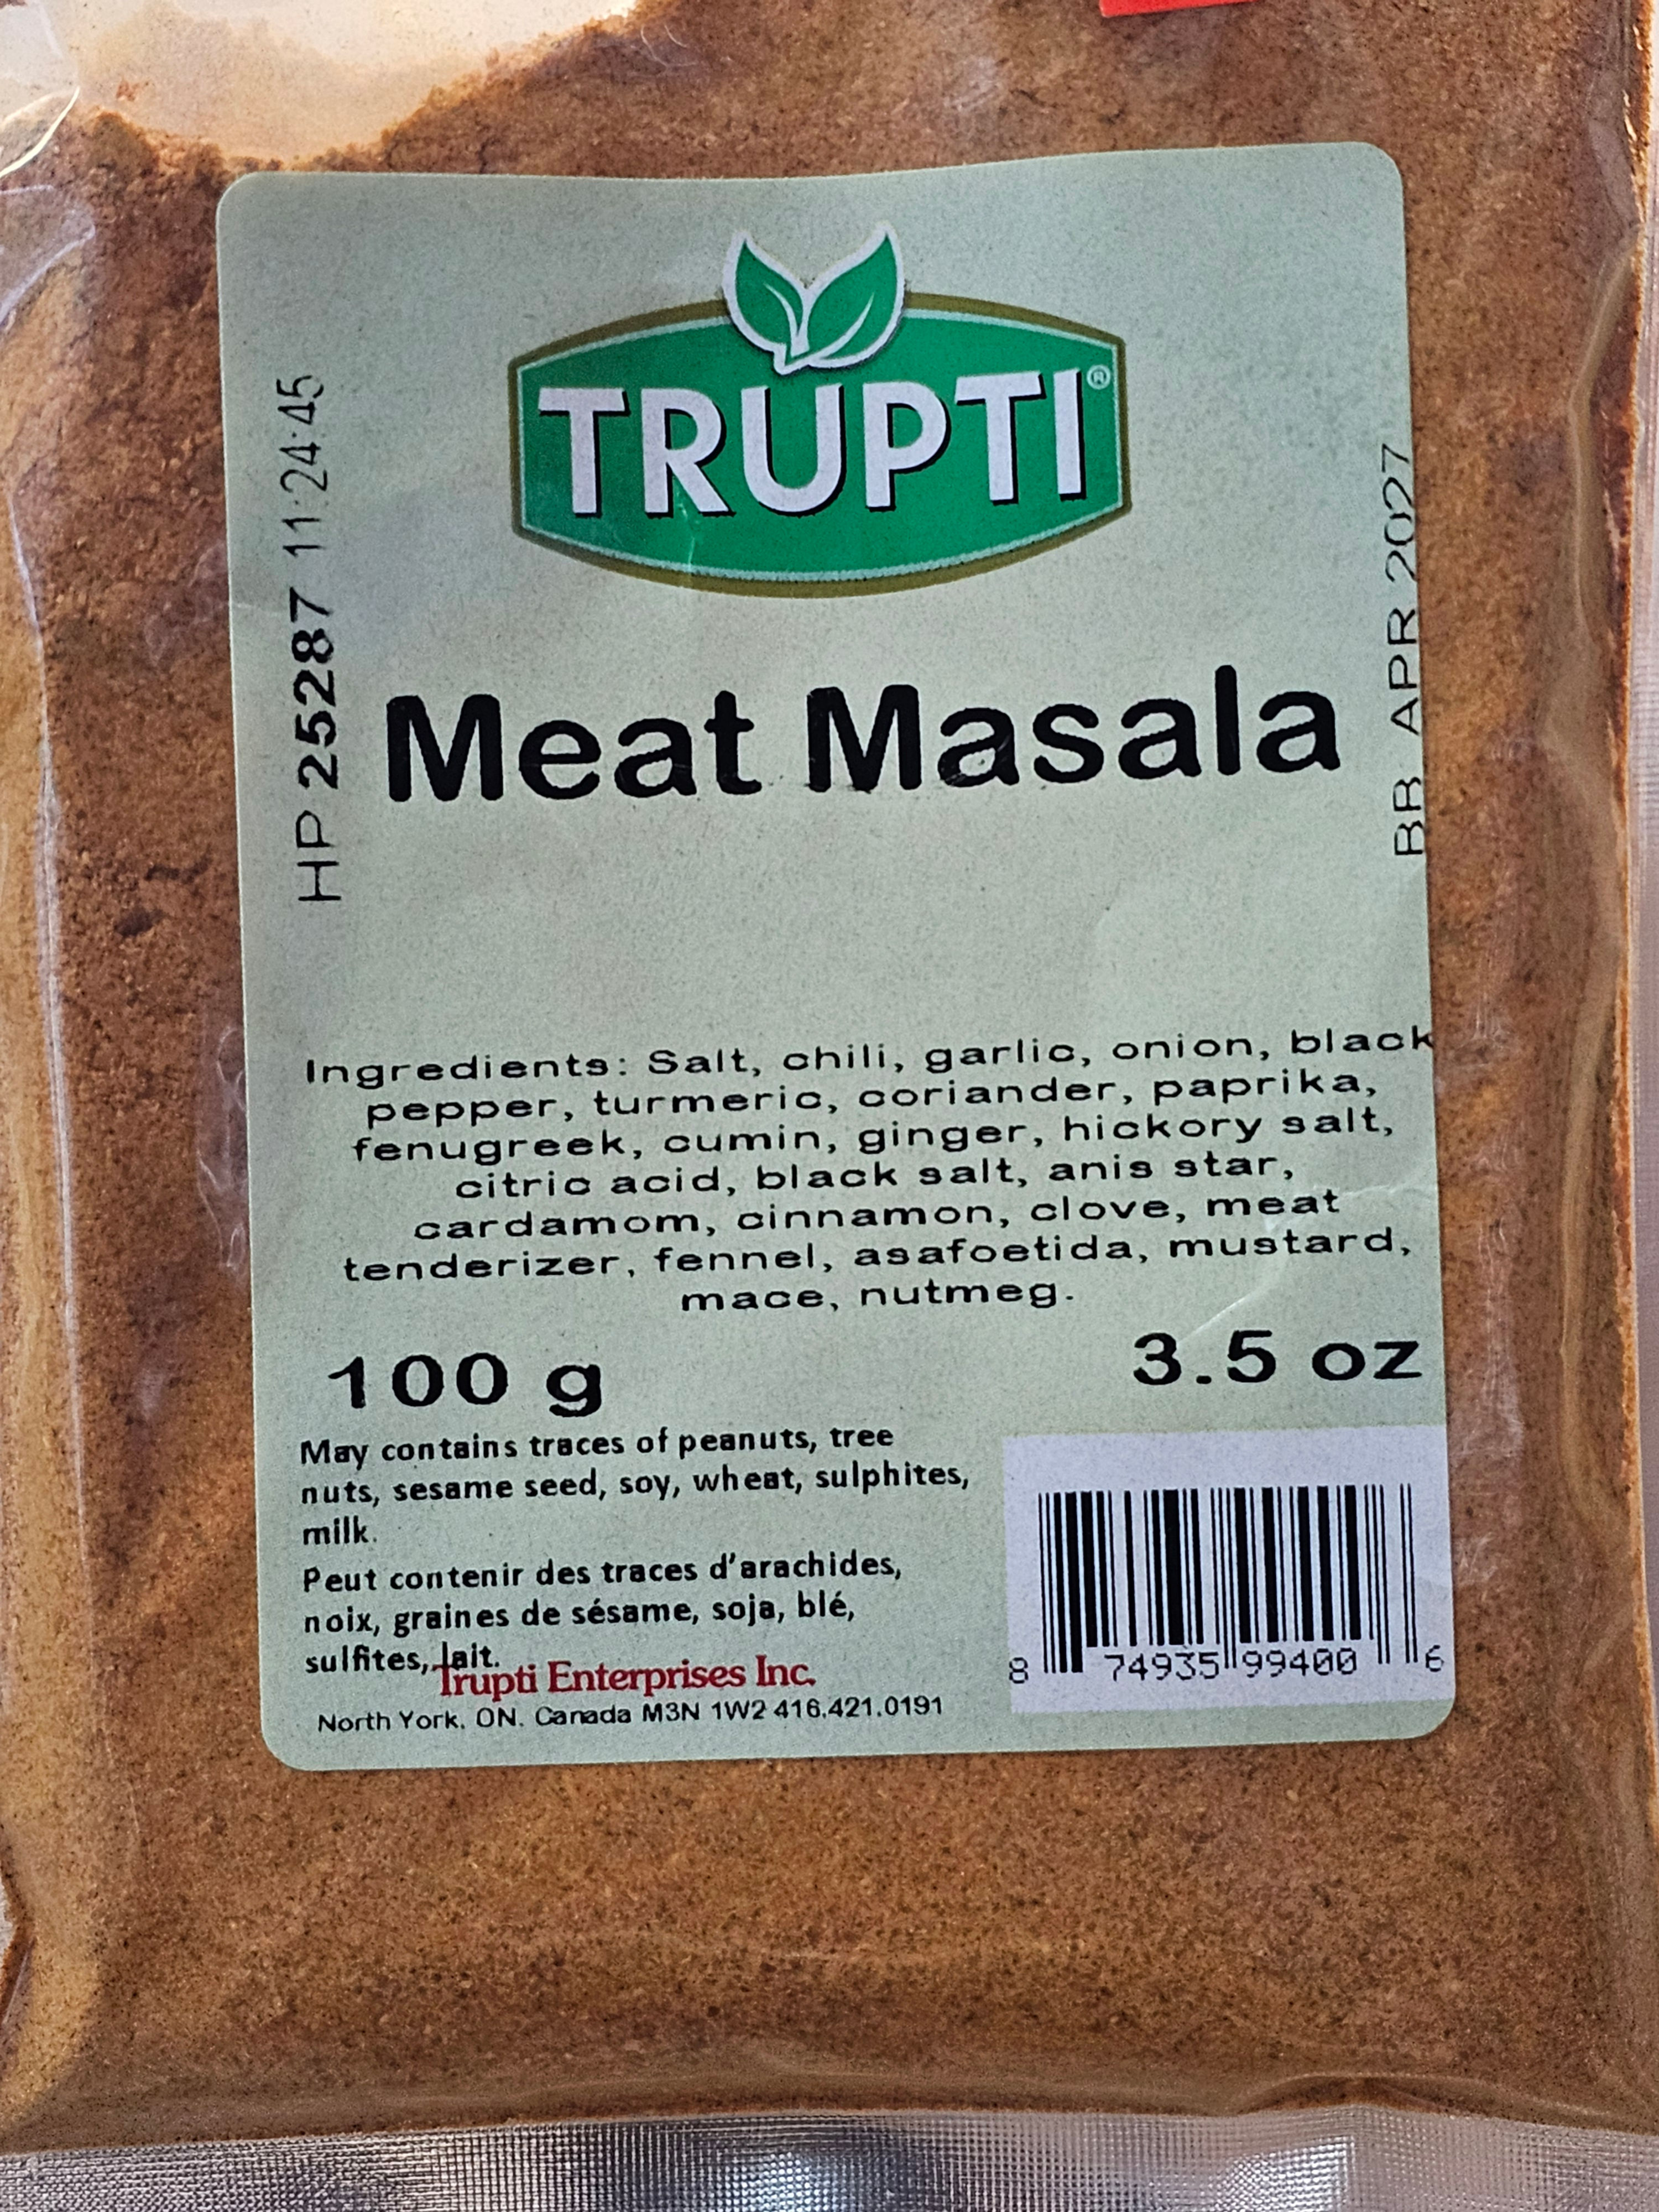 TRUPTI®
HP 25287 11:24:45
BB APR 2027
Meat Masala
Ingredients: Salt, chili, garlic, onion, black
pepper, turmeric, coriander, paprika,
fenugreek, cumin, ginger, hickory salt,
citric acid, black salt, anis star,
cardamom, cinnamon, clove, meat
tenderizer, fennel, asafoetida, mustard,
mace, nutmeg.
100 g
3.5 oz
May contains traces of peanuts, tree
nuts, sesame seed, soy, wheat, sulphites,
milk.
Peut contenir des traces d'arachides,
noix, graines de sésame, soja, blé,
sulfites, lait.
Trupti Enterprises Inc.
North York, ON. Canada M3N 1W2 416.421.0191
8 74935 99400 6